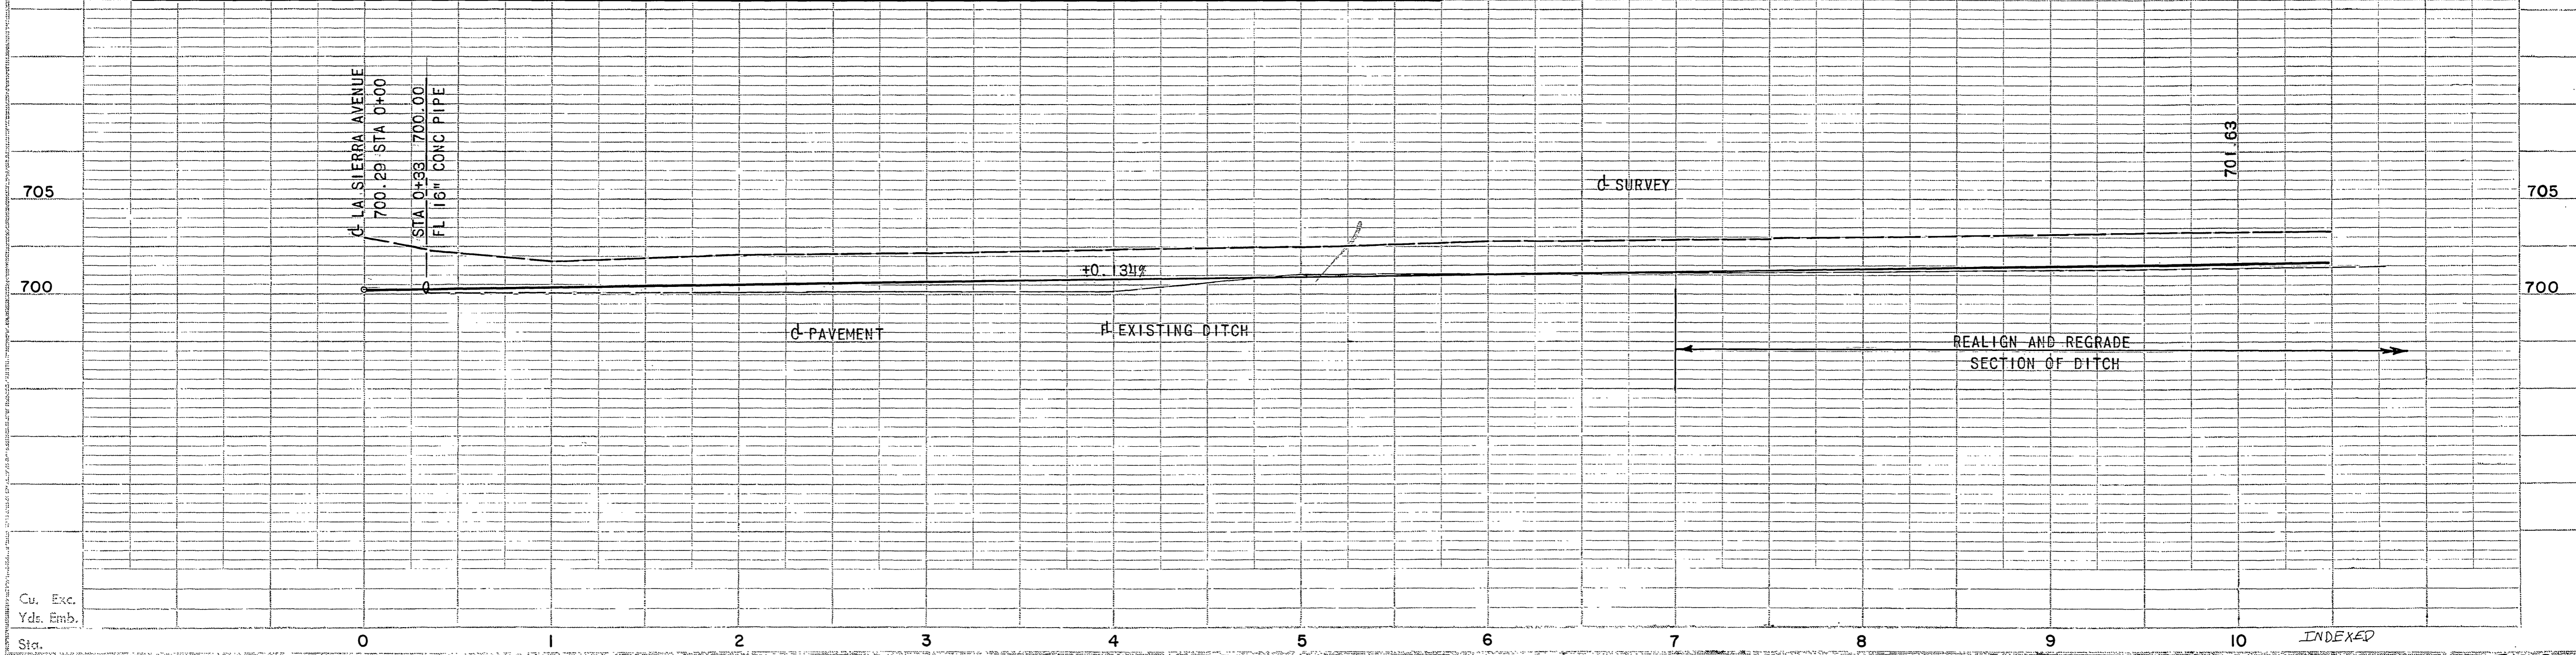 ℄ LA SIERRA AVENUE
700.29 STA 0+00
STA 0+33 700.00
FL 16" CONC PIPE
701.63
705
705
℄ SURVEY
+0.134%
700
700
℄ PAVEMENT
FL EXISTING DITCH
REALIGN AND REGRADE
SECTION OF DITCH
Cu. Exc.
Yds. Emb.
Sta.
0 1 2 3 4 5 6 7 8 9 10
INDEXED